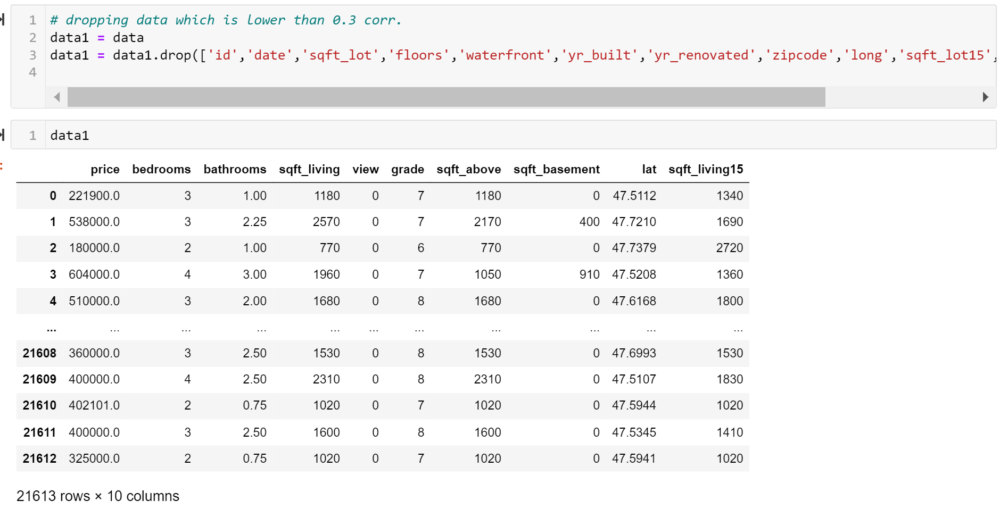 1 # dropping data which is lower than 0.3 corr.
2 data1 = data
3 data1 = data1.drop(['id','date','sqft_lot','floors','waterfront','yr_built','yr_renovated','zipcode','long','sqft_lot15',
4
1 data1
:
price bedrooms bathrooms sqft_living view grade sqft_above sqft_basement lat sqft_living15
0 221900.0 3 1.00 1180 0 7 1180 0 47.5112 1340
1 538000.0 3 2.25 2570 0 7 2170 400 47.7210 1690
2 180000.0 2 1.00 770 0 6 770 0 47.7379 2720
3 604000.0 4 3.00 1960 0 7 1050 910 47.5208 1360
4 510000.0 3 2.00 1680 0 8 1680 0 47.6168 1800
... ... ... ... ... ... ... ... ... ... ...
21608 360000.0 3 2.50 1530 0 8 1530 0 47.6993 1530
21609 400000.0 4 2.50 2310 0 8 2310 0 47.5107 1830
21610 402101.0 2 0.75 1020 0 7 1020 0 47.5944 1020
21611 400000.0 3 2.50 1600 0 8 1600 0 47.5345 1410
21612 325000.0 2 0.75 1020 0 7 1020 0 47.5941 1020
21613 rows × 10 columns